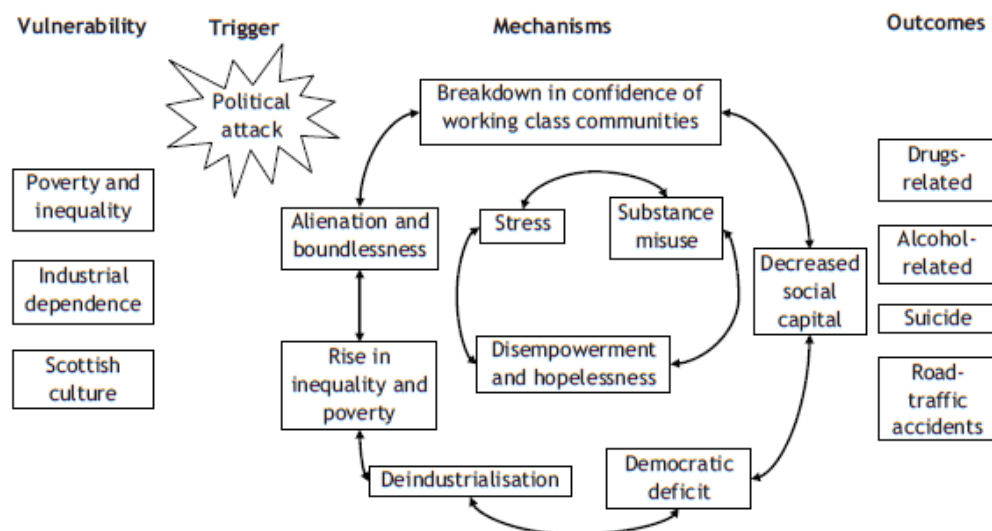 Vulnerability
Trigger
Mechanisms
Outcomes
Political
attack
Breakdown in confidence of
working class communities
Poverty and
inequality
Industrial
dependence
Scottish
culture
Alienation and
boundlessness
Stress
Substance
misuse
Decreased
social
capital
Disempowerment
and hopelessness
Rise in
inequality and
poverty
Deindustrialisation
Democratic
deficit
Drugs-
related
Alcohol-
related
Suicide
Road-
traffic
accidents